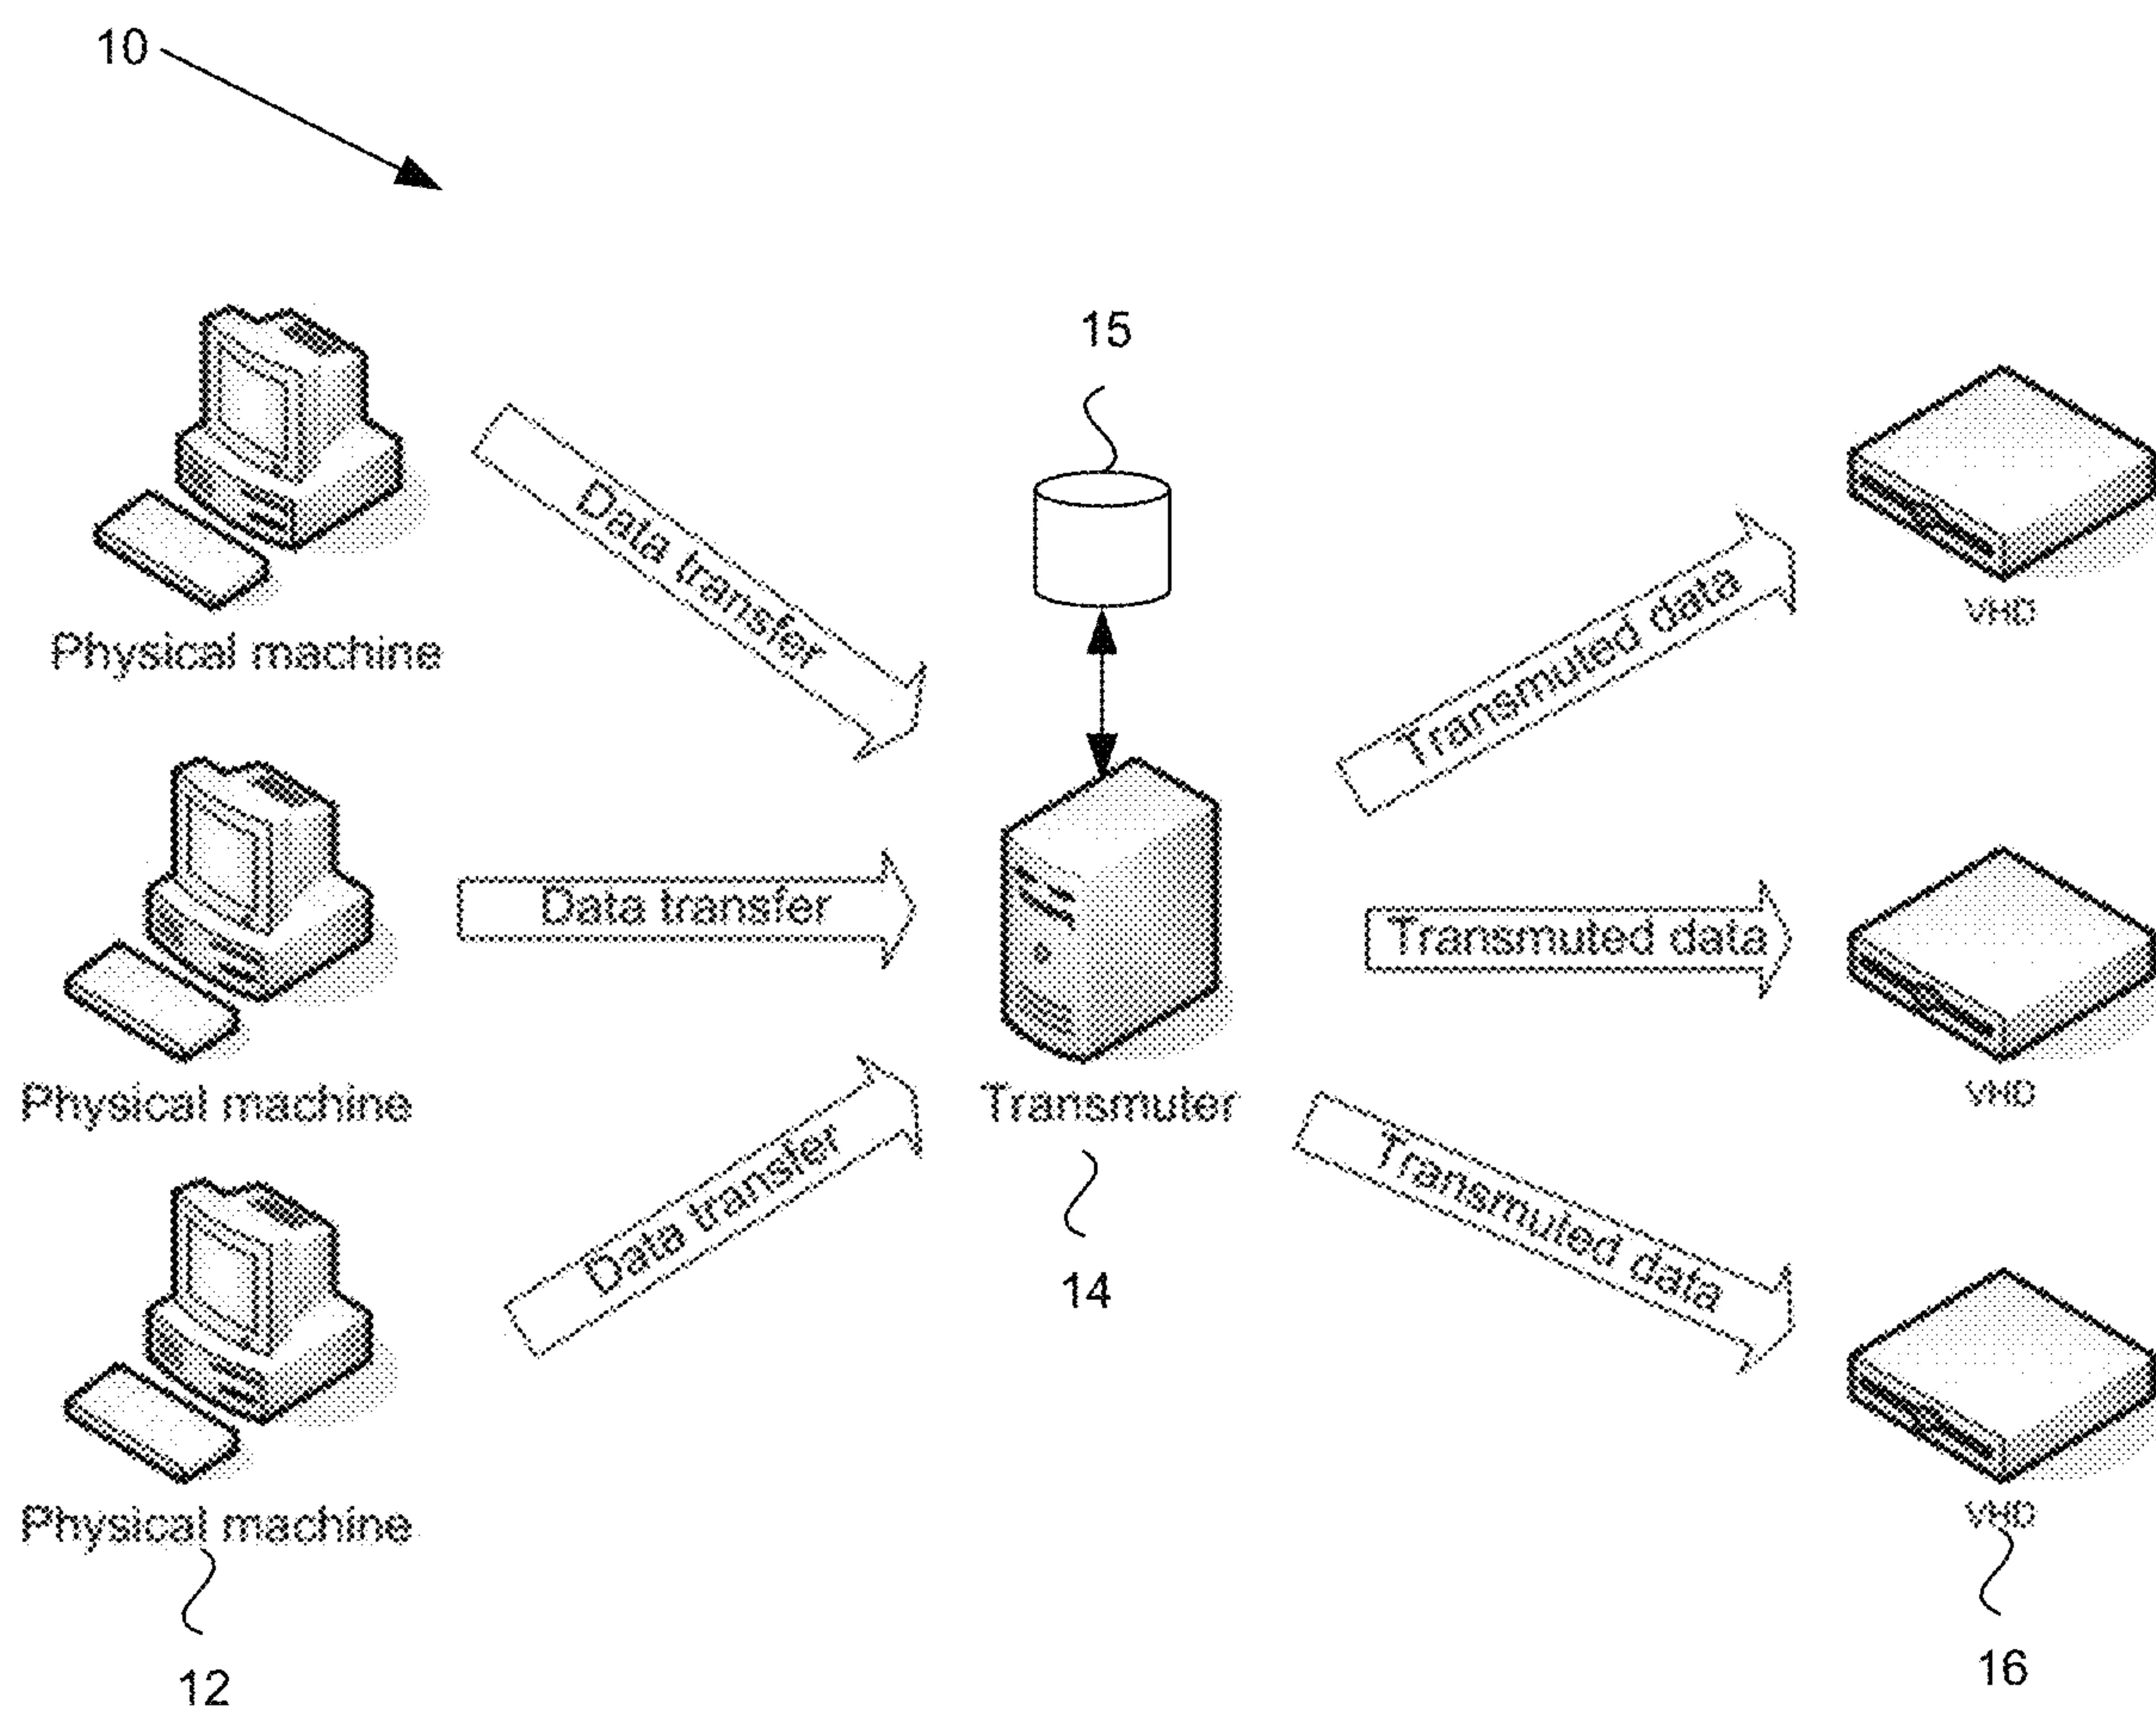 10
15
Physical machine
Data transfer
Transmuted data
VHD
Physical machine
Data transfer
Transmuter
Transmuted data
VHD
Physical machine
Data transfer
14
Transmuted data
VHD
12
16